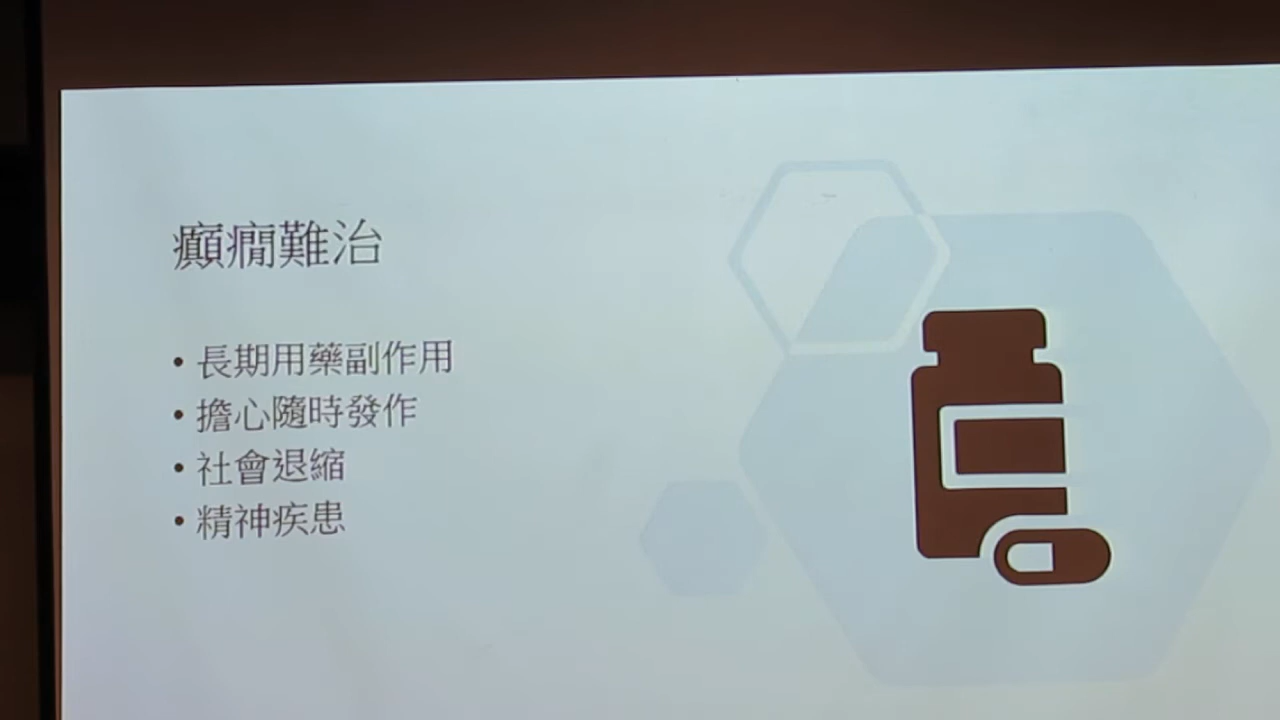 癲癇難治
• 長期用藥副作用
• 擔心隨時發作
• 社會退縮
• 精神疾患